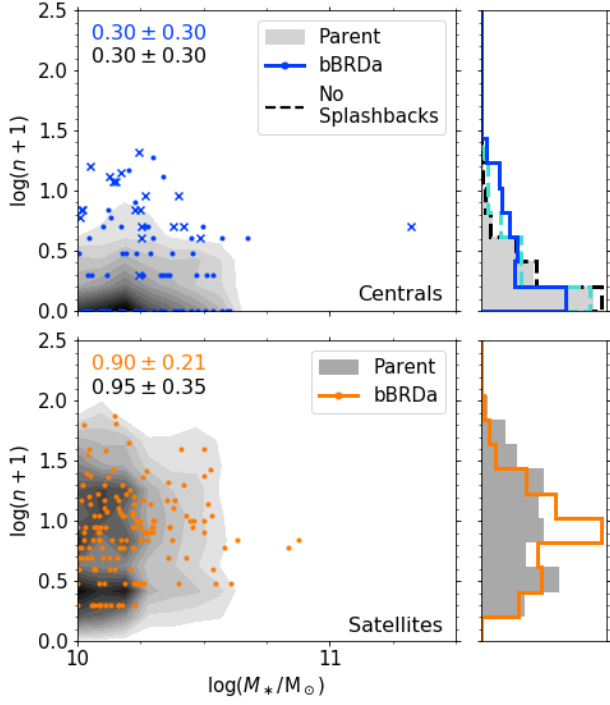 2.5
2.0
1.5
1.0
0.5
0.0
log(n + 1)
0.30 ± 0.30
0.30 ± 0.30
Parent
bBRDa
No
Splashbacks
Centrals
2.5
2.0
1.5
1.0
0.5
0.0
log(n + 1)
0.90 ± 0.21
0.95 ± 0.35
Parent
bBRDa
Satellites
10 11
log(M∗/M⊙)